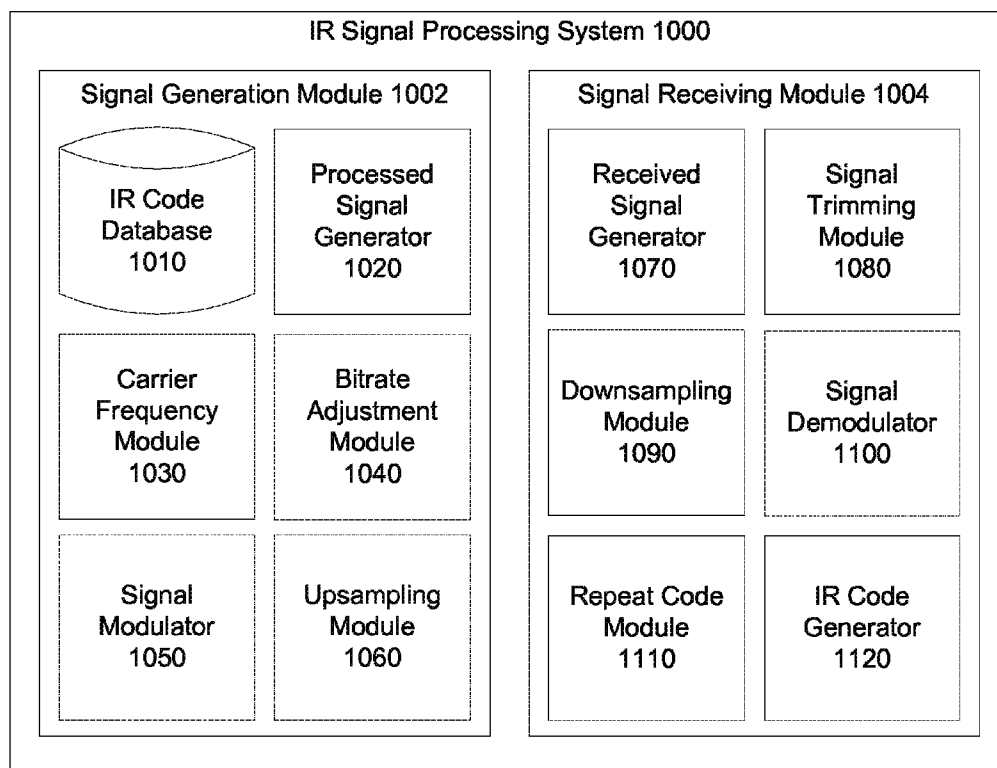 IR Signal Processing System 1000
Signal Generation Module 1002
IR Code
Database
1010
Processed
Signal
Generator
1020
Carrier
Frequency
Module
1030
Bitrate
Adjustment
Module
1040
Signal
Modulator
1050
Upsampling
Module
1060
Signal Receiving Module 1004
Received
Signal
Generator
1070
Signal
Trimming
Module
1080
Downsampling
Module
1090
Signal
Demodulator
1100
Repeat Code
Module
1110
IR Code
Generator
1120